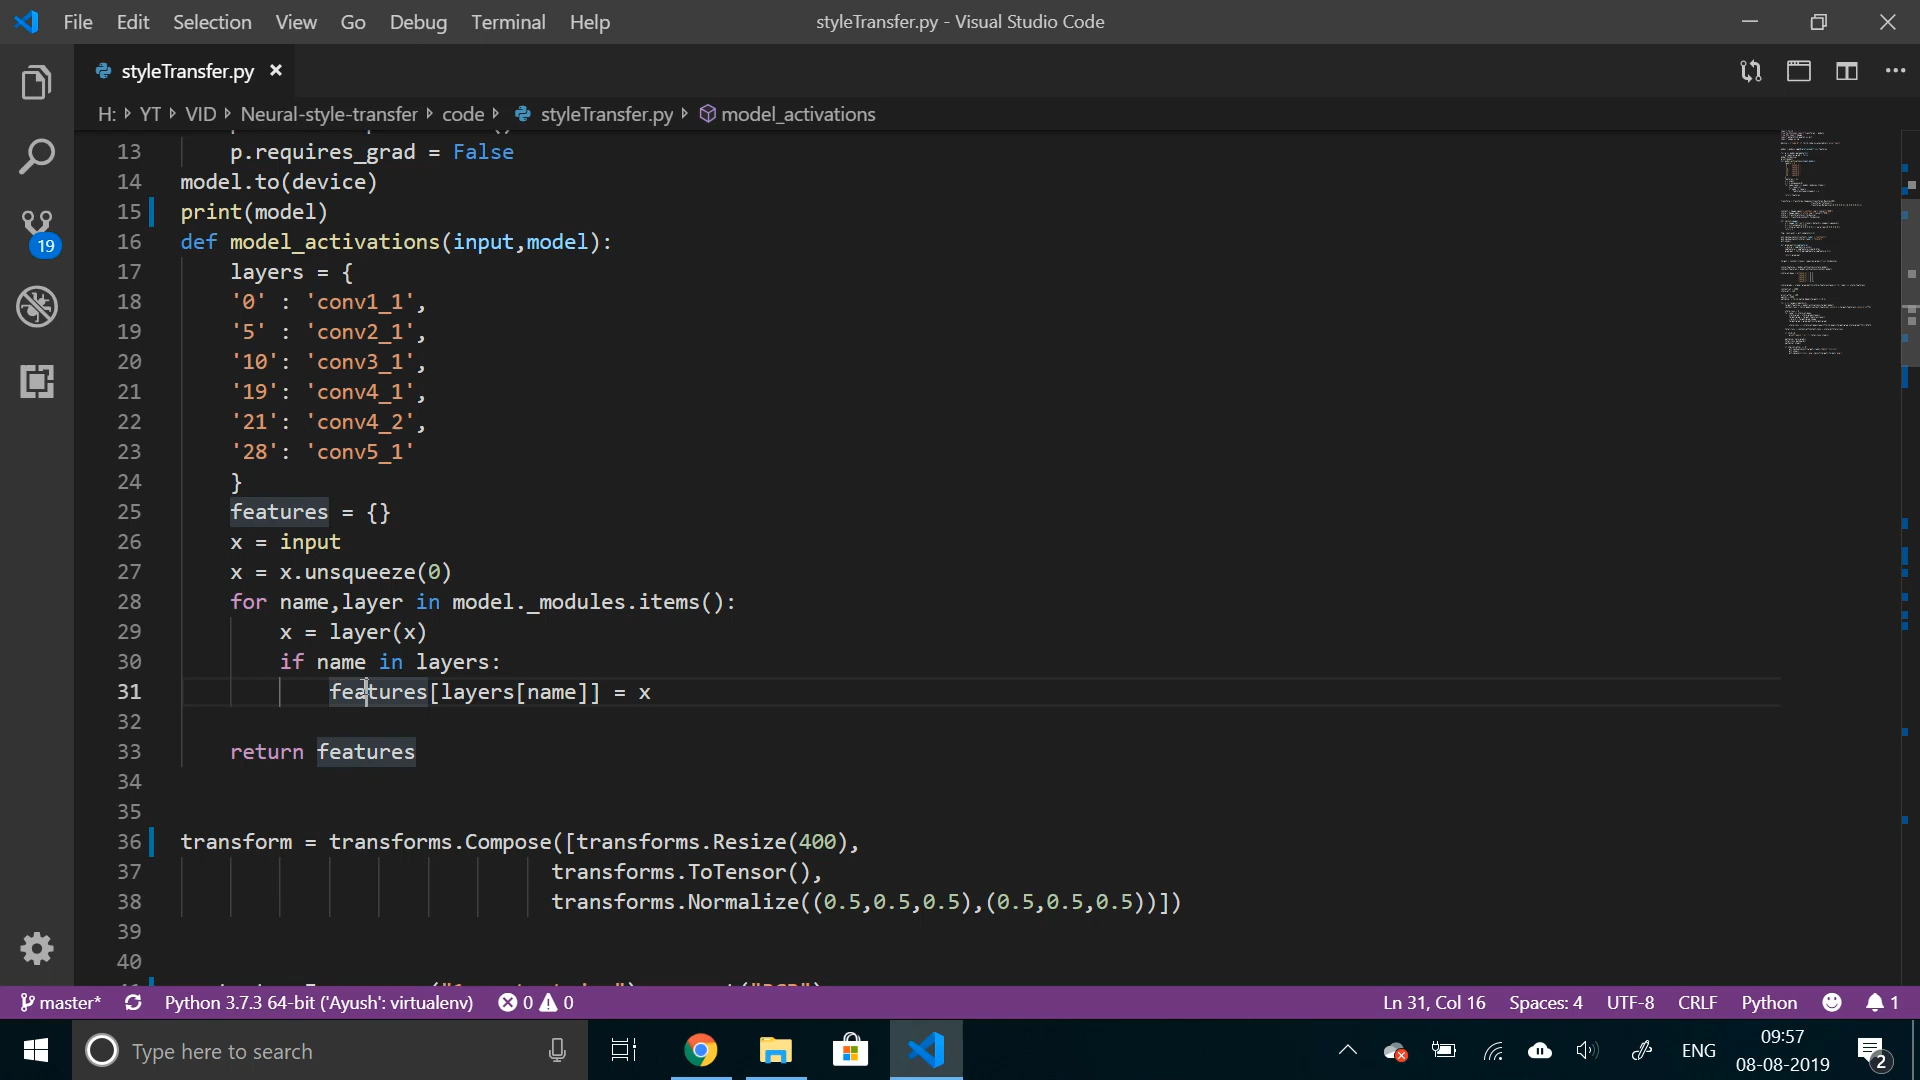 File Edit Selection View Go Debug Terminal Help styleTransfer.py - Visual Studio Code
styleTransfer.py
H: YT VID Neural-style-transfer code styleTransfer.py model_activations
13 p.requires_grad = False
14 model.to(device)
15 print(model)
16 def model_activations(input,model):
17 layers = {
18 '0' : 'conv1_1',
19 '5' : 'conv2_1',
20 '10' : 'conv3_1',
21 '19': 'conv4_1',
22 '21': 'conv4_2',
23 '28': 'conv5_1'
24 }
25 features = {}
26 x = input
27 x = x.unsqueeze(0)
28 for name,layer in model._modules.items():
29 x = layer(x)
30 if name in layers:
31 features[layers[name]] = x
32
33 return features
34
35
36 transform = transforms.Compose([transforms.Resize(400),
37 transforms.ToTensor(),
38 transforms.Normalize((0.5,0.5,0.5),(0.5,0.5,0.5))])
39
40
19
master* Python 3.7.3 64-bit ('Ayush': virtualenv) 0 0 Ln 31, Col 16 Spaces: 4 UTF-8 CRLF Python 1
Type here to search ENG 09:57
08-08-2019 2